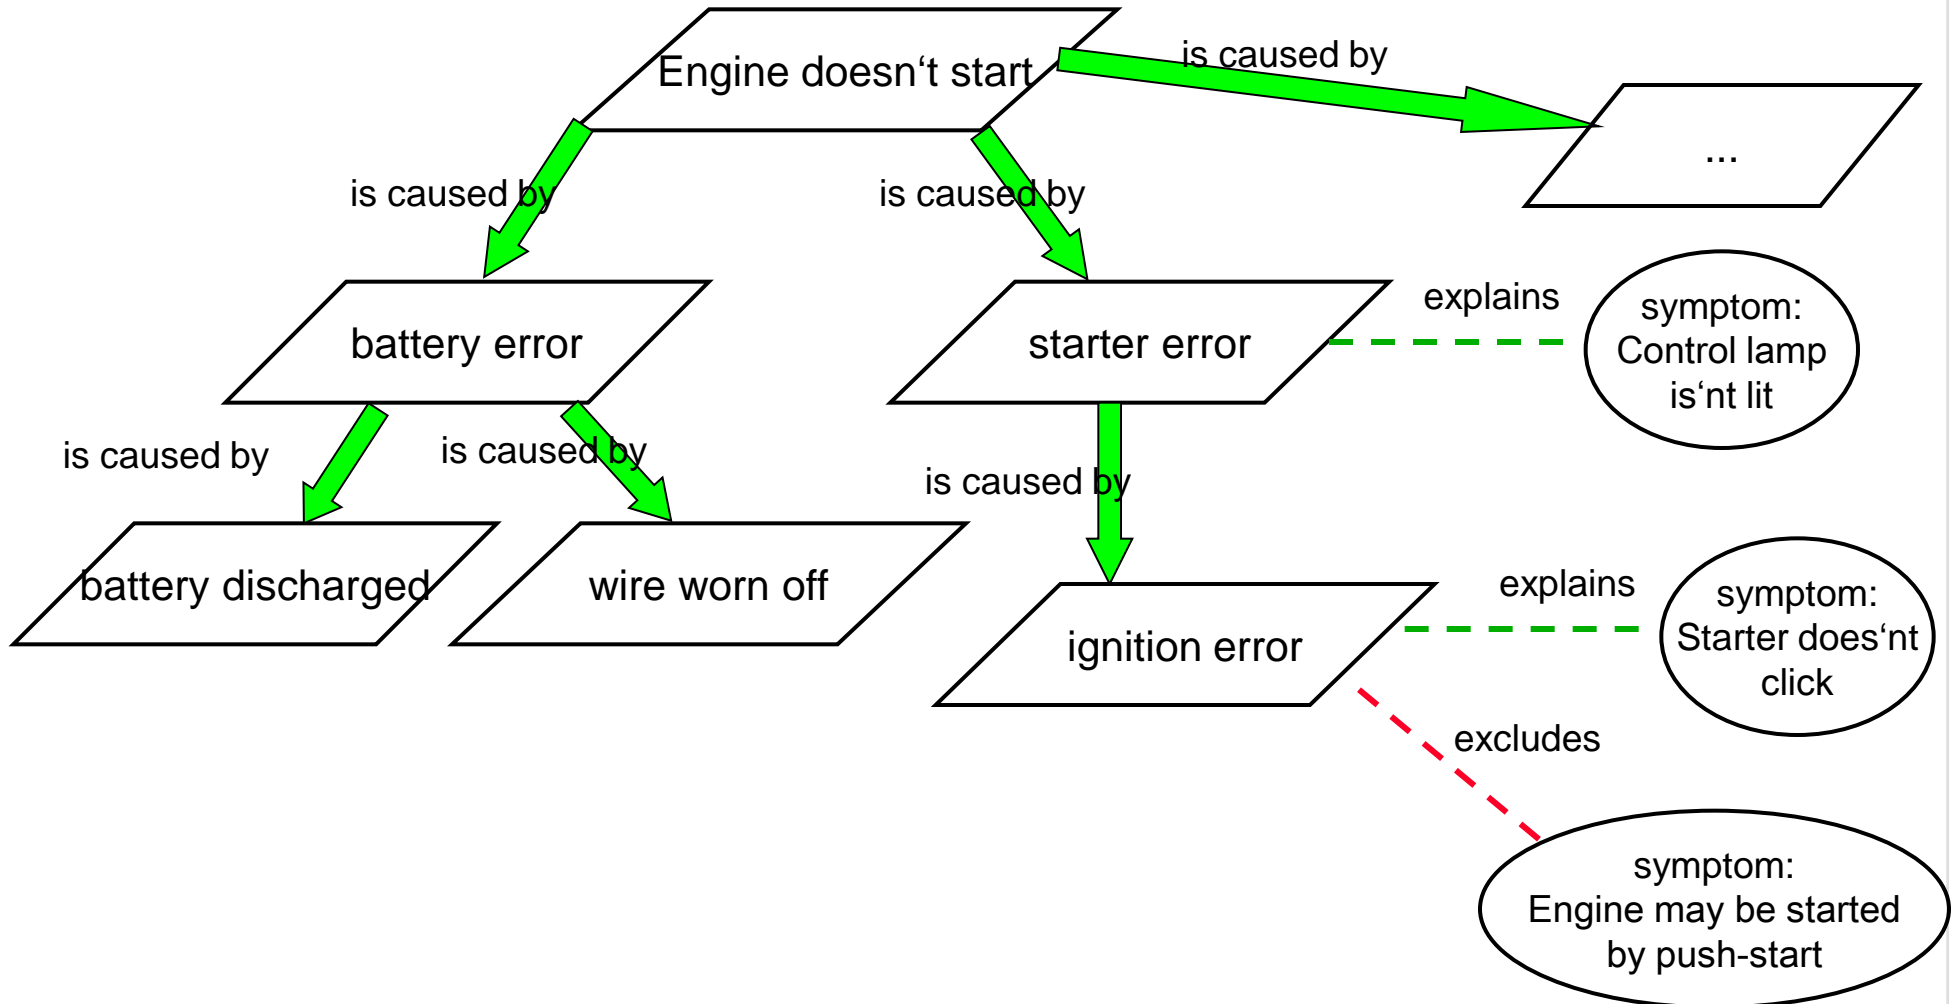 Engine doesn‘t start
is caused by
...
is caused by
is caused by
battery error
starter error
explains
symptom:
Control lamp
is‘nt lit
is caused by
is caused by
is caused by
battery discharged
wire worn off
ignition error
explains
symptom:
Starter does‘nt
click
excludes
symptom:
Engine may be started
by push-start